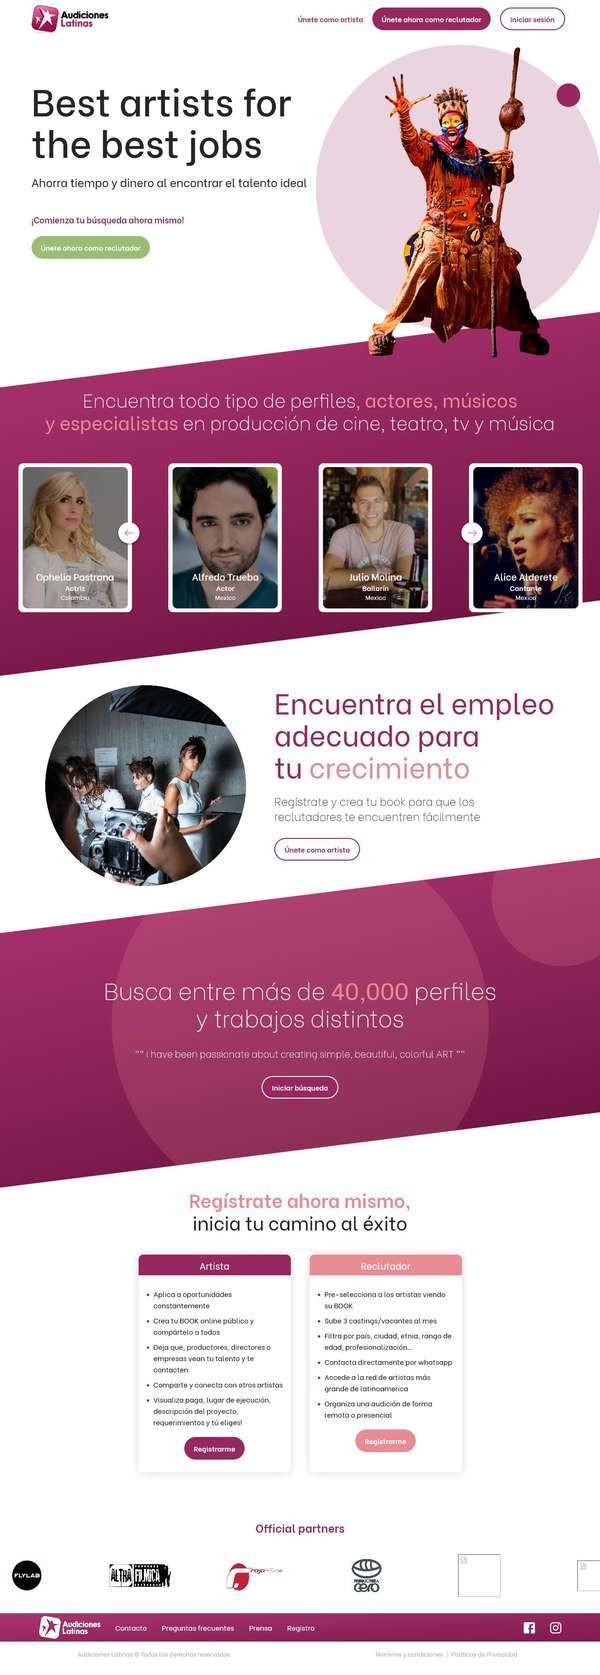 Audiciones
Latinas
Únete como artista
Únete ahora como reclutador
Iniciar sesión
Best artists for
the best jobs
Ahorra tiempo y dinero al encontrar el talento ideal
¡Comienza tu búsqueda ahora mismo!
Únete ahora como reclutador
Encuentra todo tipo de perfiles, actores, músicos
y especialistas en producción de cine, teatro, tv y música
Ophelia Pastrana
Actriz
Colombia
Alfredo Trueba
Actor
Mexico
Julio Molina
Bailarín
Mexico
Alice Alderete
Cantante
Mexico
Encuentra el empleo
adecuado para
tu crecimiento
Regístrate y crea tu book para que los
reclutadores te encuentren fácilmente
Únete como artista
Busca entre más de 40,000 perfiles
y trabajos distintos
"" I have been passionate about creating simple, beautiful, colorful ART ""
Iniciar búsqueda
Regístrate ahora mismo,
inicia tu camino al éxito
Artista
Aplica a oportunidades
constantemente
Crea tu BOOK online público y
compártelo a todos
Deja que, productores, directores o
empresas vean tu talento y te
contacten
Comparte y conecta con otros artistas
Visualiza paga, lugar de ejecución,
descripción del proyecto,
requerimientos y tú eliges!
Registrarme
Reclutador
Pre-selecciona a los artistas viendo
su BOOK
Sube 3 castings/vacantes al mes
Filtra por país, ciudad, etnia, rango de
edad, profesionalización...
Contacta directamente por whatsapp
Accede a la red de artistas más
grande de latinoamerica
Organiza una audición de forma
remota o presencial
Registrarme
Official partners
FLYLAB
ALTRA FILMICA
cero
Audiciones
Latinas
Contacto
Preguntas frecuentes
Prensa
Registro
Audiciones Latinas © Todos los derechos reservados
Términos y condiciones | Políticas de Privacidad